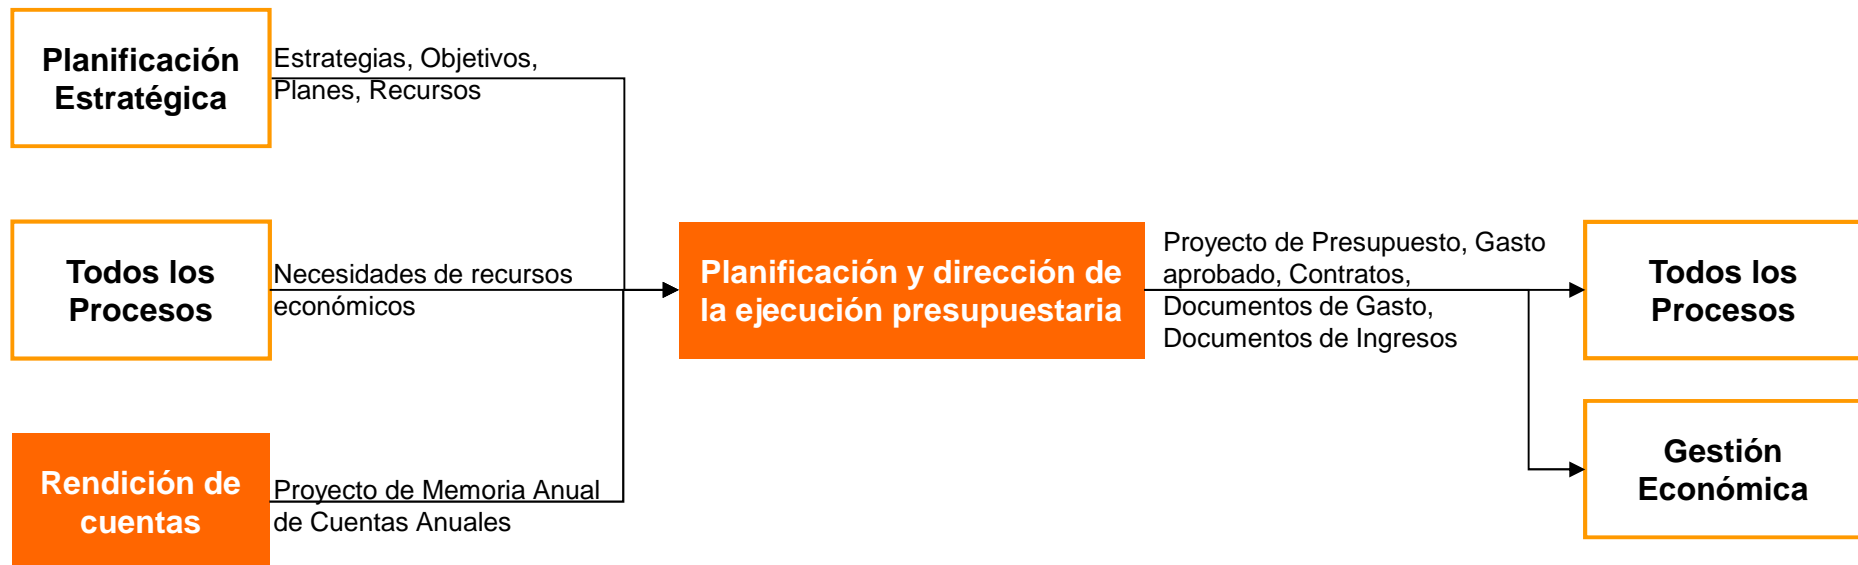 Planificación
Estratégica
Estrategias, Objetivos,
Planes, Recursos
Todos los
Procesos
Necesidades de recursos
económicos
Rendición de
cuentas
Proyecto de Memoria Anual
de Cuentas Anuales
Planificación y dirección de
la ejecución presupuestaria
Proyecto de Presupuesto, Gasto
aprobado, Contratos,
Documentos de Gasto,
Documentos de Ingresos
Todos los
Procesos
Gestión
Económica